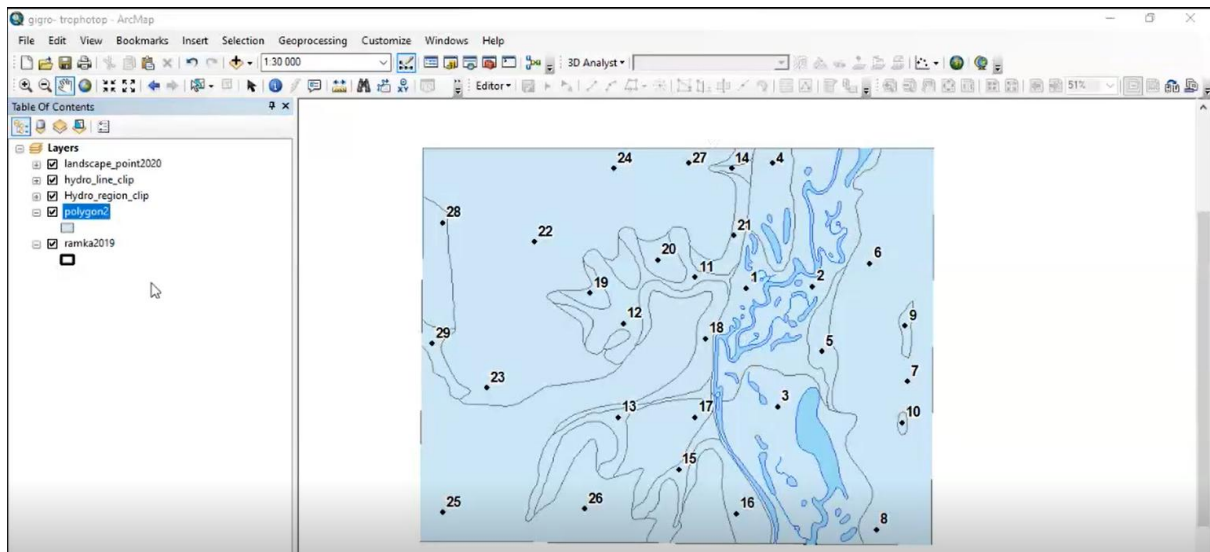 gigro- trophotop - ArcMap
File Edit View Bookmarks Insert Selection Geoprocessing Customize Windows Help
1:30 000
3D Analyst
Editor
51%
Table Of Contents
Layers
landscape_point2020
hydro_line_clip
Hydro_region_clip
polygon2
ramka2019
24 27 14 4
28
22
21
20
6
11
19
1
2
12
9
18
29
5
23
7
3
13
17
10
15
26
25
16
8